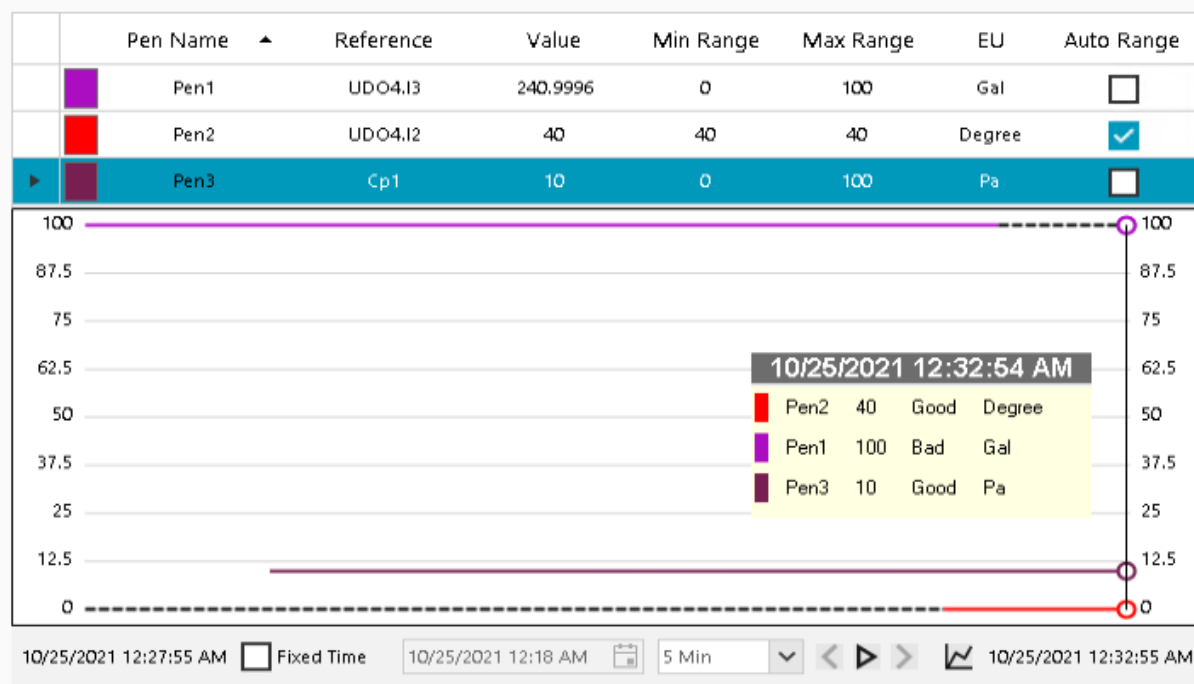 Pen Name Reference Value Min Range Max Range EU Auto Range
Pen1 UDO4.I3 240.9996 0 100 Gal
Pen2 UDO4.I2 40 40 40 Degree
Pen3 Cp1 10 0 100 Pa
100 100
87.5 87.5
75 75
62.5 10/25/2021 12:32:54 AM 62.5
Pen2 40 Good Degree
50 50
Pen1 100 Bad Gal
37.5 37.5
Pen3 10 Good Pa
25 25
12.5 12.5
0 0
10/25/2021 12:27:55 AM Fixed Time 10/25/2021 12:18 AM 5 Min 10/25/2021 12:32:55 AM